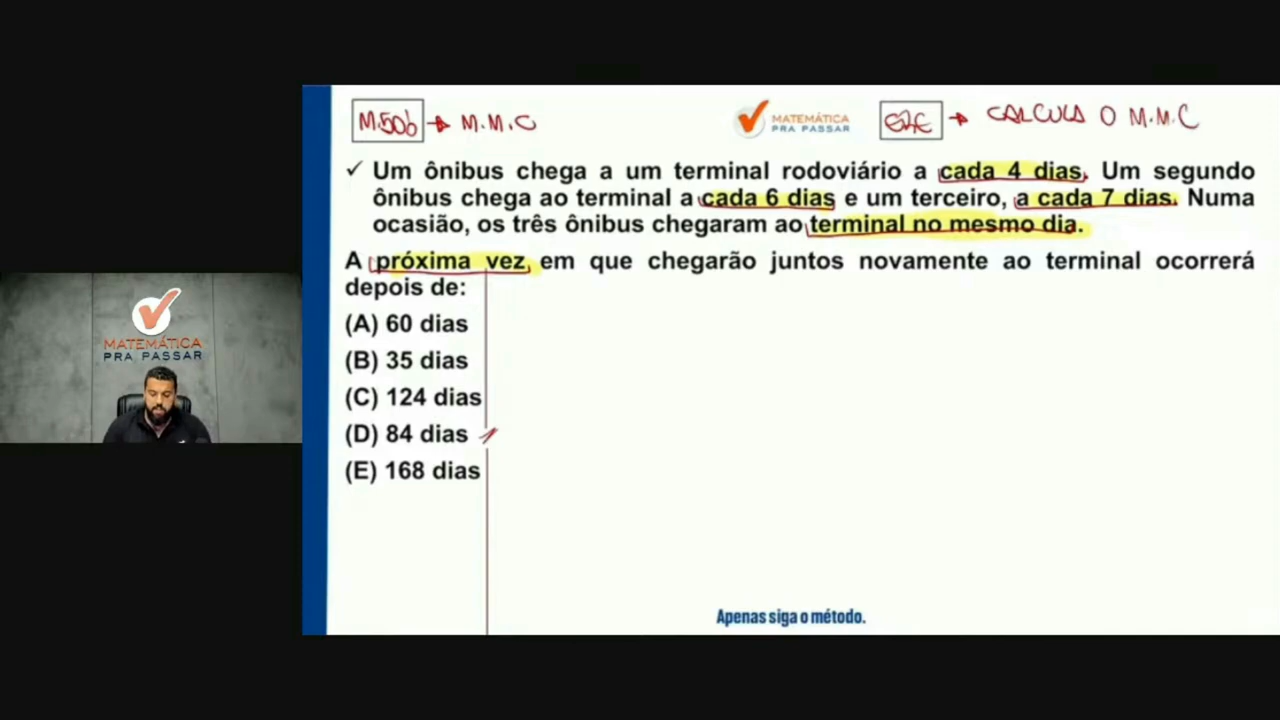 M.M.C
MATEMÁTICA
PRA PASSAR
CALCULA O M.M.C
✓ Um ônibus chega a um terminal rodoviário a cada 4 dias. Um segundo
ônibus chega ao terminal a cada 6 dias e um terceiro, a cada 7 dias. Numa
ocasião, os três ônibus chegaram ao terminal no mesmo dia.
A próxima vez, em que chegarão juntos novamente ao terminal ocorrerá
depois de:
(A) 60 dias
(B) 35 dias
(C) 124 dias
(D) 84 dias
(E) 168 dias
Apenas siga o método.
MATEMÁTICA
PRA PASSAR